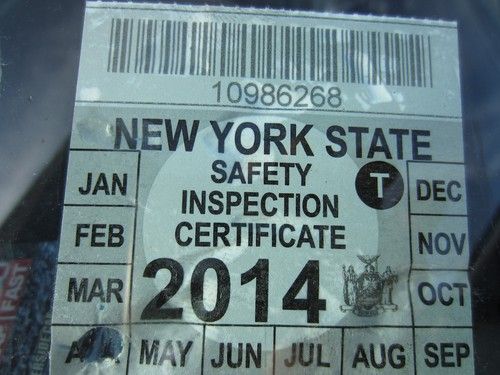 10986268
NEW YORK STATE
SAFETY
INSPECTION
CERTIFICATE
T
2014
JAN
FEB
MAR
MAY JUN JUL AUG SEP
OCT
NOV
DEC
FAST